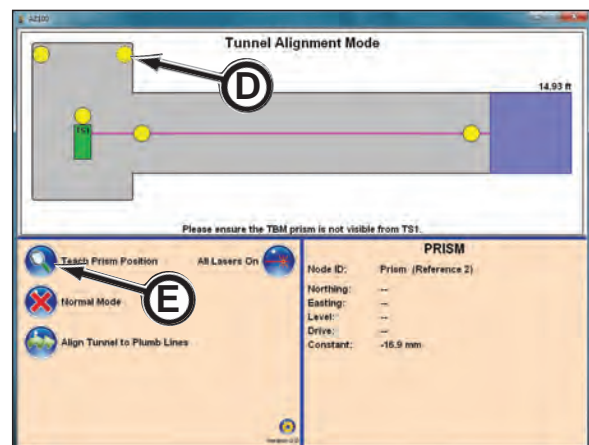 AZ100
Tunnel Alignment Mode
D
14.93 ft
TS1
Please ensure the TBM prism is not visible from TS1.
Teach Prism Position
All Lasers On
E
Normal Mode
Align Tunnel to Plumb Lines
PRISM
Node ID: Prism (Reference 2)
Northing: --
Easting: --
Level: --
Drive: --
Constant: -16.9 mm